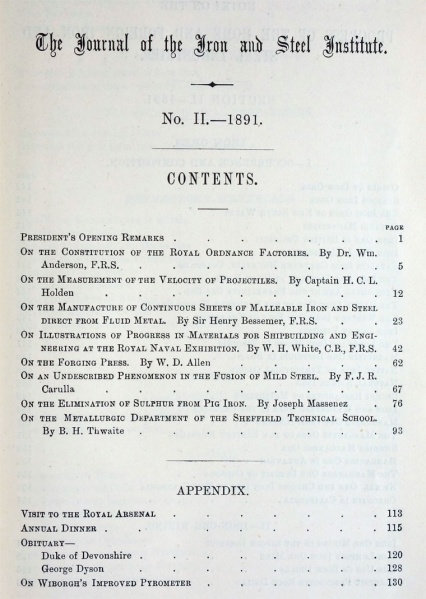 The Journal of the Iron and Steel Institute.
No. II.—1891.
CONTENTS.
PAGE
PRESIDENT'S OPENING REMARKS . . . . . . . 1
ON THE CONSTITUTION OF THE ROYAL ORDNANCE FACTORIES. By Dr. Wm.
Anderson, F.R.S. . . . . . . . . 5
ON THE MEASUREMENT OF THE VELOCITY OF PROJECTILES. By Captain H. C. L.
Holden . . . . . . . . . 12
ON THE MANUFACTURE OF CONTINUOUS SHEETS OF MALLEABLE IRON AND STEEL
DIRECT FROM FLUID METAL. By Sir Henry Bessemer, F.R.S. . . 23
ON ILLUSTRATIONS OF PROGRESS IN MATERIALS FOR SHIPBUILDING AND ENGI-
NEERING AT THE ROYAL NAVAL EXHIBITION. By W. H. White, C.B., F.R.S. 42
ON THE FORGING PRESS. By W. D. Allen . . . . . 62
ON AN UNDESCRIBED PHENOMENON IN THE FUSION OF MILD STEEL. By F. J. R.
Carulla . . . . . . . . . 67
ON THE ELIMINATION OF SULPHUR FROM PIG IRON. By Joseph Massenez . 76
ON THE METALLURGIC DEPARTMENT OF THE SHEFFIELD TECHNICAL SCHOOL.
By B. H. Thwaite . . . . . . . 93
APPENDIX.
VISIT TO THE ROYAL ARSENAL . . . . . . . 113
ANNUAL DINNER . . . . . . . . . 115
OBITUARY—
Duke of Devonshire . . . . . . . . 120
George Dyson . . . . . . . . 128
ON WIBORGH'S IMPROVED PYROMETER . . . . . . 130